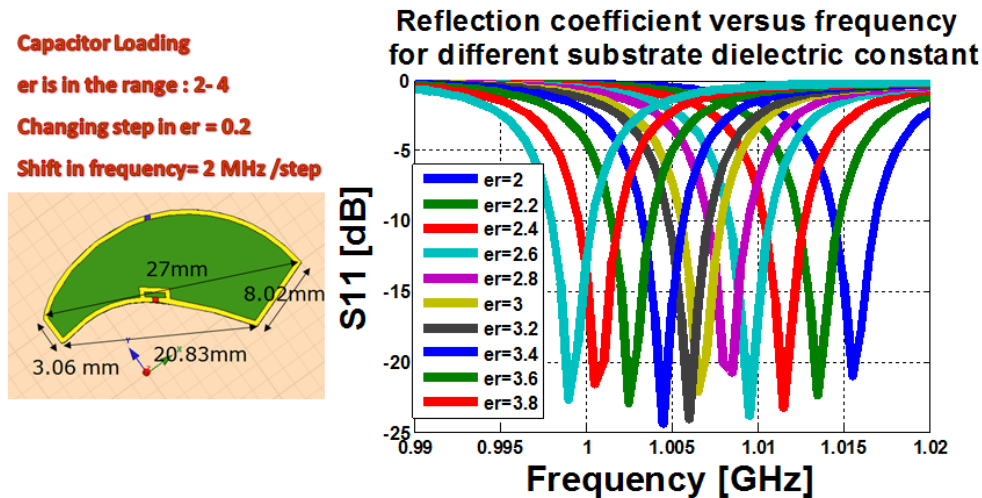 Capacitor Loading
er is in the range : 2- 4
Changing step in er = 0.2
Shift in frequency= 2 MHz /step
27mm
8.02mm
3.06 mm
20.83mm
Y
X
Reflection coefficient versus frequency
for different substrate dielectric constant
S11 [dB]
0
-5
-10
-15
-20
-25
er=2
er=2.2
er=2.4
er=2.6
er=2.8
er=3
er=3.2
er=3.4
er=3.6
er=3.8
0.99
0.995
1
1.005
1.01
1.015
1.02
Frequency [GHz]